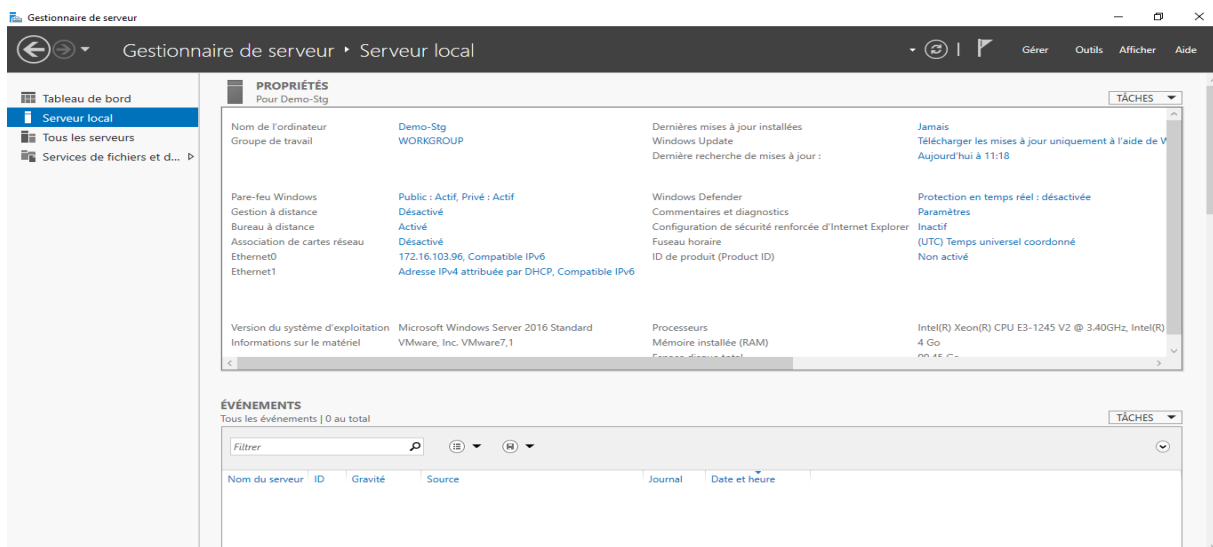 Gestionnaire de serveur
Gestionnaire de serveur ‣ Serveur local
Gérer Outils Afficher Aide
Tableau de bord
Serveur local
Tous les serveurs
Services de fichiers et d...
PROPRIÉTÉS
Pour Demo-Stg
TÂCHES
Nom de l'ordinateur Demo-Stg Dernières mises à jour installées Jamais
Groupe de travail WORKGROUP Windows Update Télécharger les mises à jour uniquement à l'aide de W
Dernière recherche de mises à jour : Aujourd'hui à 11:18
Pare-feu Windows Public : Actif, Privé : Actif Windows Defender Protection en temps réel : désactivée
Gestion à distance Désactivé Commentaires et diagnostics Paramètres
Bureau à distance Activé Configuration de sécurité renforcée d'Internet Explorer Inactif
Association de cartes réseau Désactivé Fuseau horaire (UTC) Temps universel coordonné
Ethernet0 172.16.103.96, Compatible IPv6 ID de produit (Product ID) Non activé
Ethernet1 Adresse IPv4 attribuée par DHCP, Compatible IPv6
Version du système d'exploitation Microsoft Windows Server 2016 Standard Processeurs Intel(R) Xeon(R) CPU E3-1245 V2 @ 3.40GHz, Intel(R)
Informations sur le matériel VMware, Inc. VMware7,1 Mémoire installée (RAM) 4 Go
Espace disque total
ÉVÉNEMENTS
Tous les événements | 0 au total
TÂCHES
Filtrer
Nom du serveur ID Gravité Source Journal Date et heure